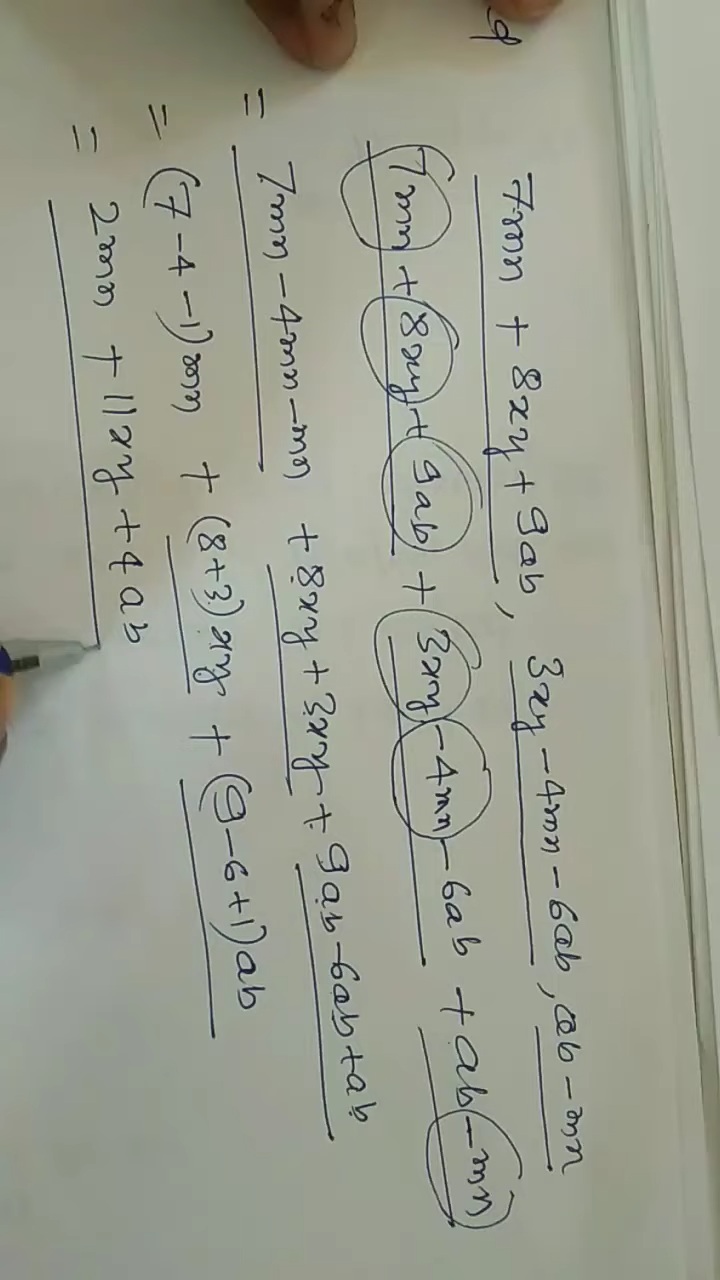 9
7mn + 8xy + 9ab, 3xy - 4mn - 6ab, ab - mn
7mn + 8xy + 9ab + 3xy - 4mn - 6ab + ab - mn
= 7mn - 4mn - mn + 8xy + 3xy + 9ab - 6ab + ab
= (7 - 4 - 1)mn + (8+3)xy + (9-6+1)ab
= 2mn + 11xy + 4ab